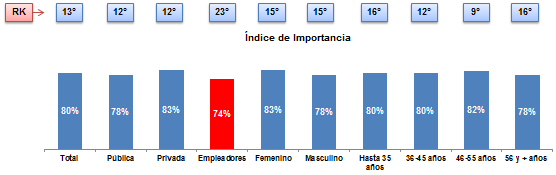 RK 13° 12° 12° 23° 15° 15° 16° 12° 9° 16°
Índice de Importancia
80% 78% 83% 74% 83% 78% 80% 80% 82% 78%
Total Pública Privada Empleadores Femenino Masculino Hasta 35 años 36-45 años 46-55 años 56 y + años